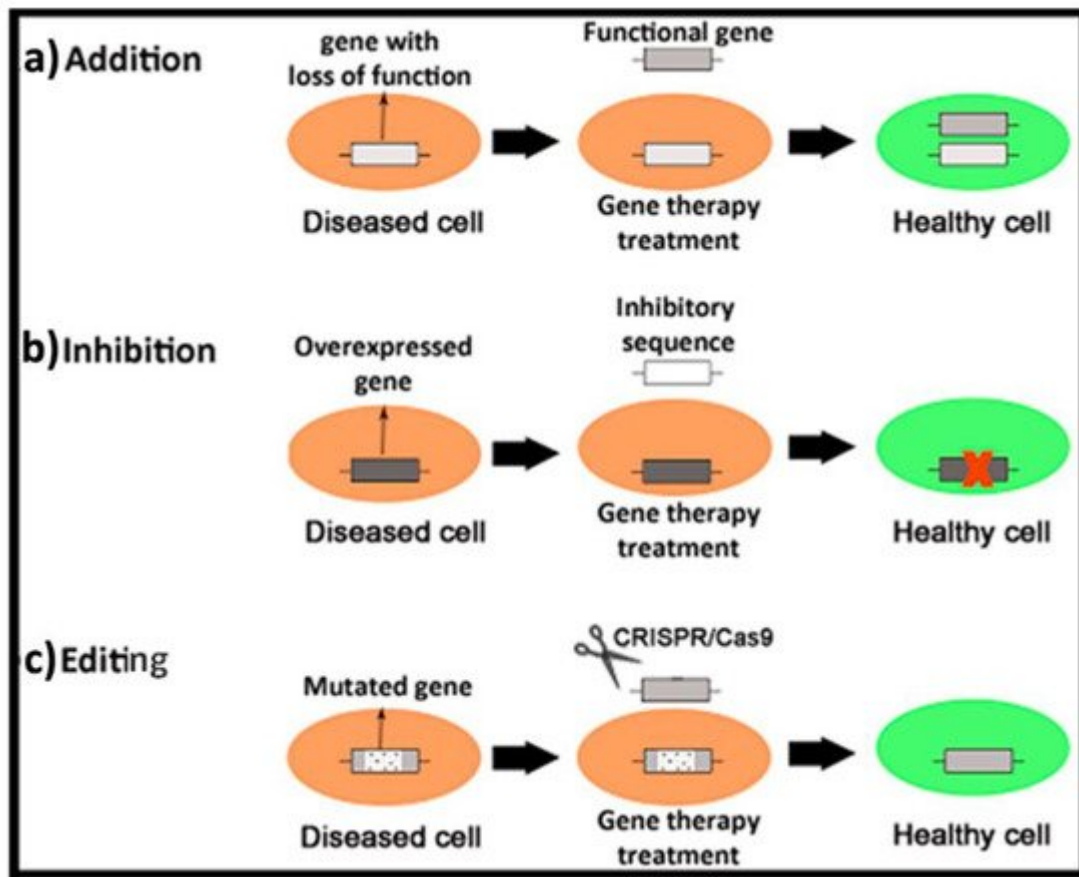 a) Addition
gene with
loss of function
Functional gene
Diseased cell
Gene therapy
treatment
Healthy cell
b) Inhibition
Overexpressed
gene
Inhibitory
sequence
Diseased cell
Gene therapy
treatment
Healthy cell
c) Editing
Mutated gene
CRISPR/Cas9
Diseased cell
Gene therapy
treatment
Healthy cell